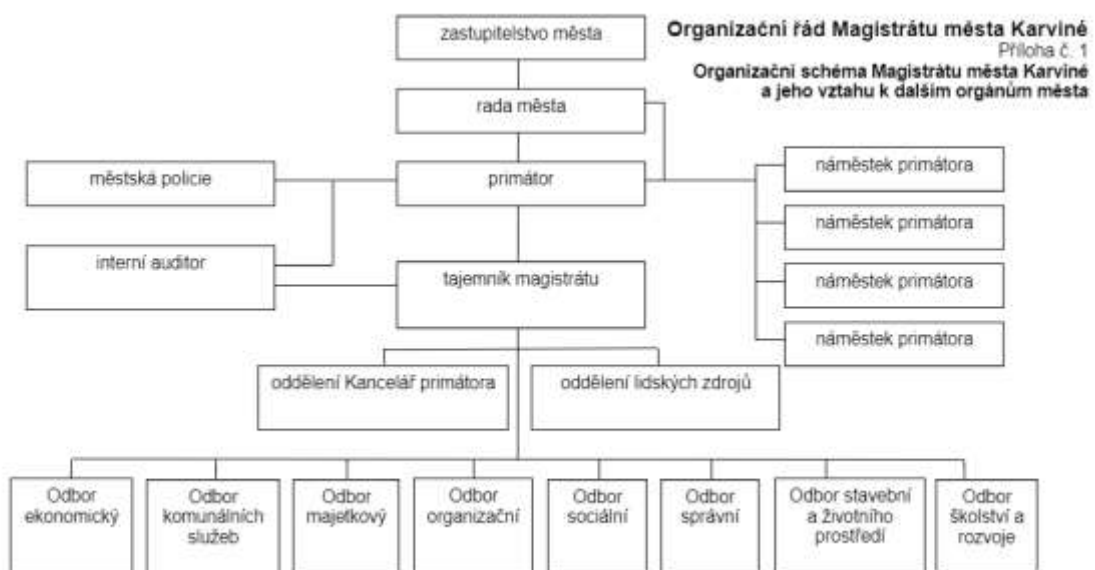 Organizační řád Magistrátu města Karviné
Příloha č. 1
Organizační schéma Magistrátu města Karviné
a jeho vztahu k dalším orgánům města
zastupitelstvo města
rada města
městská policie
primátor
náměstek primátora
náměstek primátora
interní auditor
tajemník magistrátu
náměstek primátora
náměstek primátora
oddělení Kancelář primátora
oddělení lidských zdrojů
Odbor
ekonomický
Odbor
komunálních
služeb
Odbor
majetkový
Odbor
organizační
Odbor
sociální
Odbor
správní
Odbor stavební
a životního
prostředí
Odbor
školství a
rozvoje